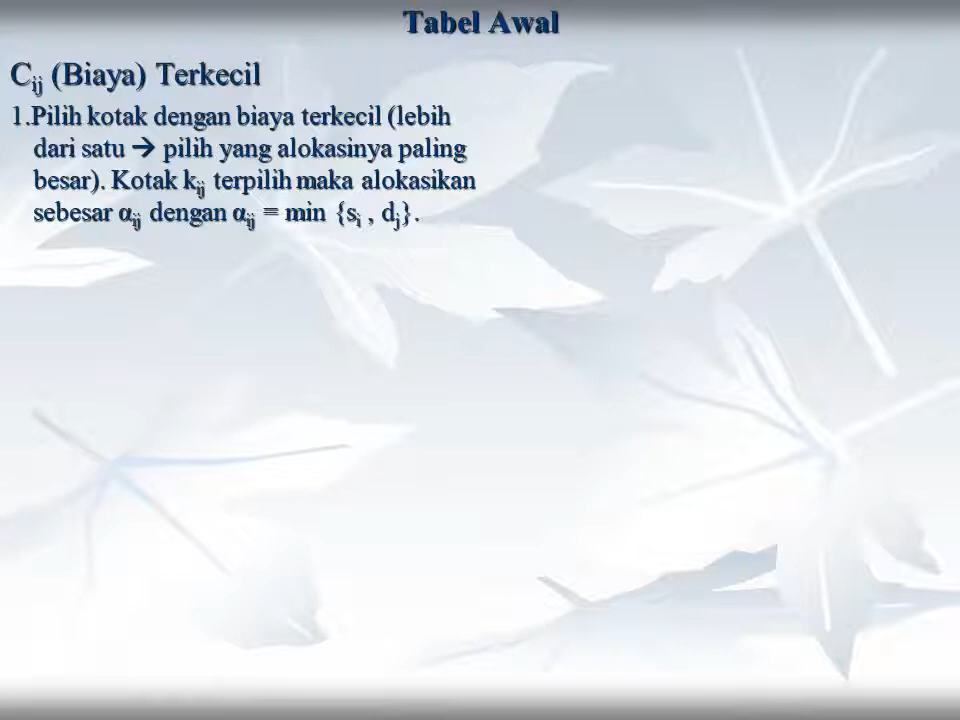 Tabel Awal
Cij (Biaya) Terkecil
1.Pilih kotak dengan biaya terkecil (lebih
dari satu → pilih yang alokasinya paling
besar). Kotak kij terpilih maka alokasikan
sebesar αij dengan αij = min {si , dj}.